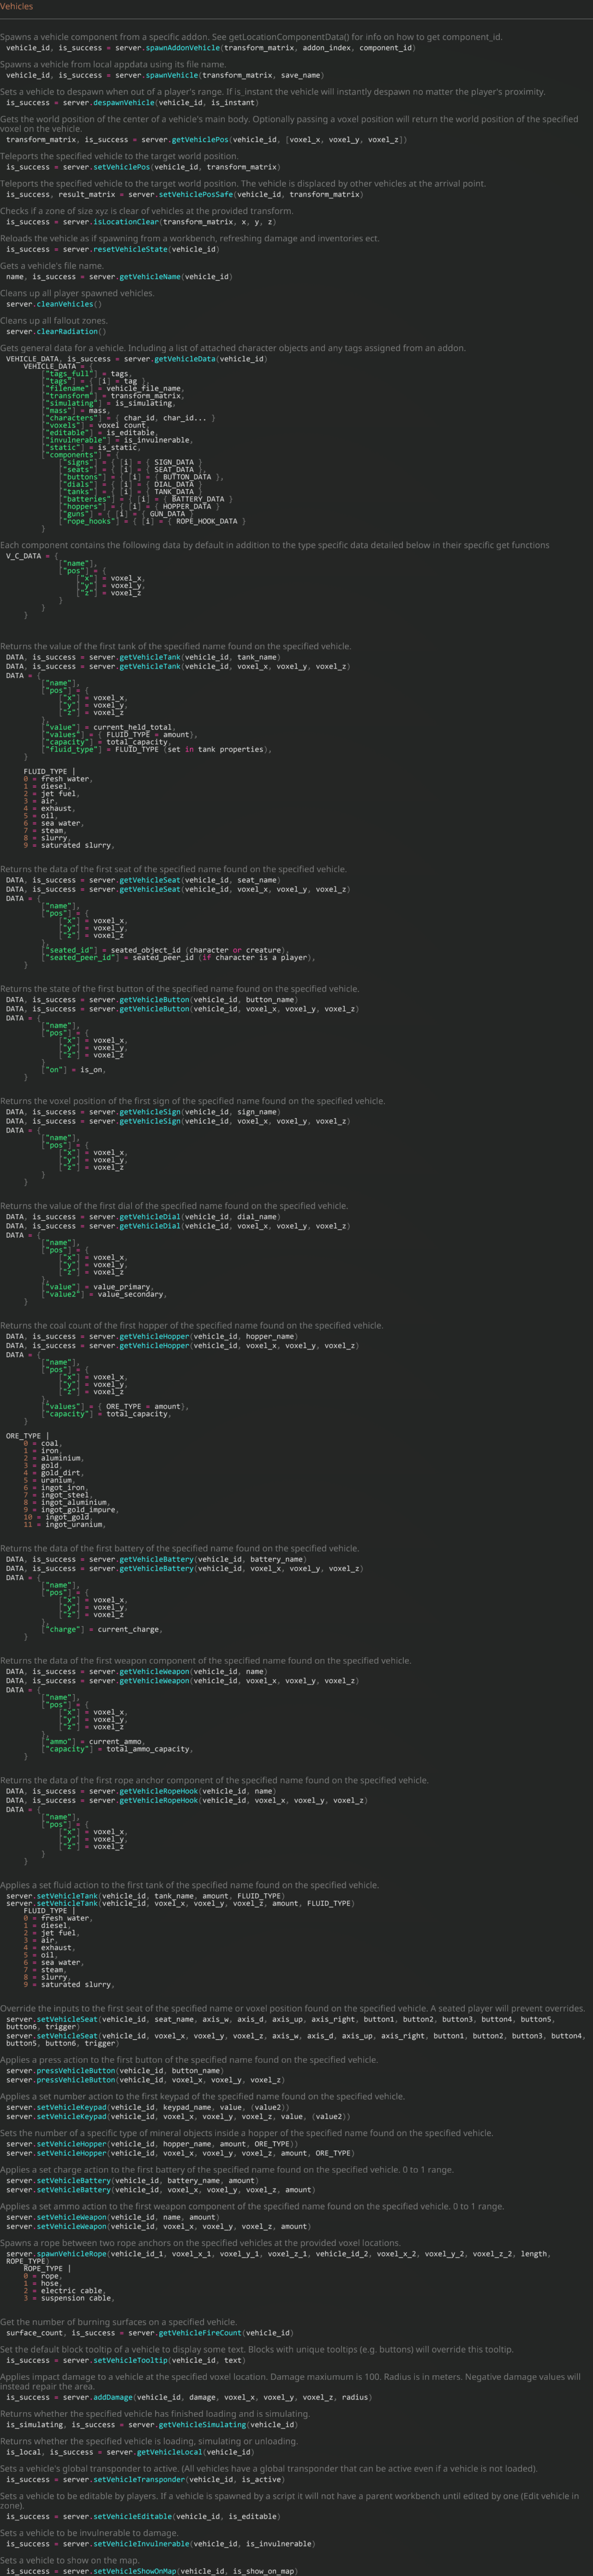 Vehicles
Spawns a vehicle component from a specific addon. See getLocationComponentData() for info on how to get component_id.
vehicle_id, is_success = server.spawnAddonVehicle(transform_matrix, addon_index, component_id)
Spawns a vehicle from local appdata using its file name.
vehicle_id, is_success = server.spawnVehicle(transform_matrix, save_name)
Sets a vehicle to despawn when out of a player's range. If is_instant the vehicle will instantly despawn no matter the player's proximity.
is_success = server.despawnVehicle(vehicle_id, is_instant)
Gets the world position of the center of a vehicle's main body. Optionally passing a voxel position will return the world position of the specified
voxel on the vehicle.
transform_matrix, is_success = server.getVehiclePos(vehicle_id, [voxel_x, voxel_y, voxel_z])
Teleports the specified vehicle to the target world position.
is_success = server.setVehiclePos(vehicle_id, transform_matrix)
Teleports the specified vehicle to the target world position. The vehicle is displaced by other vehicles at the arrival point.
is_success, result_matrix = server.setVehiclePosSafe(vehicle_id, transform_matrix)
Checks if a zone of size xyz is clear of vehicles at the provided transform.
is_success = server.isLocationClear(transform_matrix, x, y, z)
Reloads the vehicle as if spawning from a workbench, refreshing damage and inventories ect.
is_success = server.resetVehicleState(vehicle_id)
Gets a vehicle's file name.
name, is_success = server.getVehicleName(vehicle_id)
Cleans up all player spawned vehicles.
server.cleanVehicles()
Cleans up all fallout zones.
server.clearRadiation()
Gets general data for a vehicle. Including a list of attached character objects and any tags assigned from an addon.
VEHICLE_DATA, is_success = server.getVehicleData(vehicle_id)
VEHICLE_DATA = {
["tags_full"] = tags,
["tags"] = { [i] = tag },
["filename"] = vehicle_file_name,
["transform"] = transform_matrix,
["simulating"] = is_simulating,
["mass"] = mass,
["characters"] = { char_id, char_id... }
["voxels"] = voxel count,
["editable"] = is_editable,
["invulnerable"] = is_invulnerable,
["static"] = is_static,
["components"] = {
["signs"] = { [i] = { SIGN_DATA }
["seats"] = { [i] = { SEAT_DATA },
["buttons"] = { [i] = { BUTTON_DATA },
["dials"] = { [i] = { DIAL_DATA }
["tanks"] = { [i] = { TANK_DATA }
["batteries"] = { [i] = { BATTERY_DATA }
["hoppers"] = { [i] = { HOPPER_DATA }
["guns"] = { [i] = { GUN_DATA }
["rope_hooks"] = { [i] = { ROPE_HOOK_DATA }
}
Each component contains the following data by default in addition to the type specific data detailed below in their specific get functions
V_C_DATA = {
["name"],
["pos"] = {
["x"] = voxel_x,
["y"] = voxel_y,
["z"] = voxel_z
}
}
}
Returns the value of the first tank of the specified name found on the specified vehicle.
DATA, is_success = server.getVehicleTank(vehicle_id, tank_name)
DATA, is_success = server.getVehicleTank(vehicle_id, voxel_x, voxel_y, voxel_z)
DATA = {
["name"],
["pos"] = {
["x"] = voxel_x,
["y"] = voxel_y,
["z"] = voxel_z
},
["value"] = current_held_total,
["values"] = { FLUID_TYPE = amount},
["capacity"] = total_capacity,
["fluid_type"] = FLUID_TYPE (set in tank properties),
}
FLUID_TYPE |
0 = fresh water,
1 = diesel,
2 = jet fuel,
3 = air,
4 = exhaust,
5 = oil,
6 = sea water,
7 = steam,
8 = slurry,
9 = saturated slurry,
Returns the data of the first seat of the specified name found on the specified vehicle.
DATA, is_success = server.getVehicleSeat(vehicle_id, seat_name)
DATA, is_success = server.getVehicleSeat(vehicle_id, voxel_x, voxel_y, voxel_z)
DATA = {
["name"],
["pos"] = {
["x"] = voxel_x,
["y"] = voxel_y,
["z"] = voxel_z
},
["seated_id"] = seated_object_id (character or creature),
["seated_peer_id"] = seated_peer_id (if character is a player),
}
Returns the state of the first button of the specified name found on the specified vehicle.
DATA, is_success = server.getVehicleButton(vehicle_id, button_name)
DATA, is_success = server.getVehicleButton(vehicle_id, voxel_x, voxel_y, voxel_z)
DATA = {
["name"],
["pos"] = {
["x"] = voxel_x,
["y"] = voxel_y,
["z"] = voxel_z
}
["on"] = is_on,
}
Returns the voxel position of the first sign of the specified name found on the specified vehicle.
DATA, is_success = server.getVehicleSign(vehicle_id, sign_name)
DATA, is_success = server.getVehicleSign(vehicle_id, voxel_x, voxel_y, voxel_z)
DATA = {
["name"],
["pos"] = {
["x"] = voxel_x,
["y"] = voxel_y,
["z"] = voxel_z
}
}
Returns the value of the first dial of the specified name found on the specified vehicle.
DATA, is_success = server.getVehicleDial(vehicle_id, dial_name)
DATA, is_success = server.getVehicleDial(vehicle_id, voxel_x, voxel_y, voxel_z)
DATA = {
["name"],
["pos"] = {
["x"] = voxel_x,
["y"] = voxel_y,
["z"] = voxel_z
},
["value"] = value_primary,
["value2"] = value_secondary,
}
Returns the coal count of the first hopper of the specified name found on the specified vehicle.
DATA, is_success = server.getVehicleHopper(vehicle_id, hopper_name)
DATA, is_success = server.getVehicleHopper(vehicle_id, voxel_x, voxel_y, voxel_z)
DATA = {
["name"],
["pos"] = {
["x"] = voxel_x,
["y"] = voxel_y,
["z"] = voxel_z
},
["values"] = { ORE_TYPE = amount},
["capacity"] = total_capacity,
}
ORE_TYPE |
0 = coal,
1 = iron,
2 = aluminium,
3 = gold,
4 = gold_dirt,
5 = uranium,
6 = ingot_iron,
7 = ingot_steel,
8 = ingot_aluminium,
9 = ingot_gold_impure,
10 = ingot_gold,
11 = ingot_uranium,
Returns the data of the first battery of the specified name found on the specified vehicle.
DATA, is_success = server.getVehicleBattery(vehicle_id, battery_name)
DATA, is_success = server.getVehicleBattery(vehicle_id, voxel_x, voxel_y, voxel_z)
DATA = {
["name"],
["pos"] = {
["x"] = voxel_x,
["y"] = voxel_y,
["z"] = voxel_z
},
["charge"] = current_charge,
}
Returns the data of the first weapon component of the specified name found on the specified vehicle.
DATA, is_success = server.getVehicleWeapon(vehicle_id, name)
DATA, is_success = server.getVehicleWeapon(vehicle_id, voxel_x, voxel_y, voxel_z)
DATA = {
["name"],
["pos"] = {
["x"] = voxel_x,
["y"] = voxel_y,
["z"] = voxel_z
},
["ammo"] = current_ammo,
["capacity"] = total_ammo_capacity,
}
Returns the data of the first rope anchor component of the specified name found on the specified vehicle.
DATA, is_success = server.getVehicleRopeHook(vehicle_id, name)
DATA, is_success = server.getVehicleRopeHook(vehicle_id, voxel_x, voxel_y, voxel_z)
DATA = {
["name"],
["pos"] = {
["x"] = voxel_x,
["y"] = voxel_y,
["z"] = voxel_z
}
}
Applies a set fluid action to the first tank of the specified name found on the specified vehicle.
server.setVehicleTank(vehicle_id, tank_name, amount, FLUID_TYPE)
server.setVehicleTank(vehicle_id, voxel_x, voxel_y, voxel_z, amount, FLUID_TYPE)
FLUID_TYPE |
0 = fresh water,
1 = diesel,
2 = jet fuel,
3 = air,
4 = exhaust,
5 = oil,
6 = sea water,
7 = steam,
8 = slurry,
9 = saturated slurry,
Override the inputs to the first seat of the specified name or voxel position found on the specified vehicle. A seated player will prevent overrides.
server.setVehicleSeat(vehicle_id, seat_name, axis_w, axis_d, axis_up, axis_right, button1, button2, button3, button4, button5,
button6, trigger)
server.setVehicleSeat(vehicle_id, voxel_x, voxel_y, voxel_z, axis_w, axis_d, axis_up, axis_right, button1, button2, button3, button4,
button5, button6, trigger)
Applies a press action to the first button of the specified name found on the specified vehicle.
server.pressVehicleButton(vehicle_id, button_name)
server.pressVehicleButton(vehicle_id, voxel_x, voxel_y, voxel_z)
Applies a set number action to the first keypad of the specified name found on the specified vehicle.
server.setVehicleKeypad(vehicle_id, keypad_name, value, (value2))
server.setVehicleKeypad(vehicle_id, voxel_x, voxel_y, voxel_z, value, (value2))
Sets the number of a specific type of mineral objects inside a hopper of the specified name found on the specified vehicle.
server.setVehicleHopper(vehicle_id, hopper_name, amount, ORE_TYPE))
server.setVehicleHopper(vehicle_id, voxel_x, voxel_y, voxel_z, amount, ORE_TYPE)
Applies a set charge action to the first battery of the specified name found on the specified vehicle. 0 to 1 range.
server.setVehicleBattery(vehicle_id, battery_name, amount)
server.setVehicleBattery(vehicle_id, voxel_x, voxel_y, voxel_z, amount)
Applies a set ammo action to the first weapon component of the specified name found on the specified vehicle. 0 to 1 range.
server.setVehicleWeapon(vehicle_id, name, amount)
server.setVehicleWeapon(vehicle_id, voxel_x, voxel_y, voxel_z, amount)
Spawns a rope between two rope anchors on the specified vehicles at the provided voxel locations.
server.spawnVehicleRope(vehicle_id_1, voxel_x_1, voxel_y_1, voxel_z_1, vehicle_id_2, voxel_x_2, voxel_y_2, voxel_z_2, length,
ROPE_TYPE)
ROPE_TYPE |
0 = rope,
1 = hose,
2 = electric cable,
3 = suspension cable,
Get the number of burning surfaces on a specified vehicle.
surface_count, is_success = server.getVehicleFireCount(vehicle_id)
Set the default block tooltip of a vehicle to display some text. Blocks with unique tooltips (e.g. buttons) will override this tooltip.
is_success = server.setVehicleTooltip(vehicle_id, text)
Applies impact damage to a vehicle at the specified voxel location. Damage maxiumum is 100. Radius is in meters. Negative damage values will
instead repair the area.
is_success = server.addDamage(vehicle_id, damage, voxel_x, voxel_y, voxel_z, radius)
Returns whether the specified vehicle has finished loading and is simulating.
is_simulating, is_success = server.getVehicleSimulating(vehicle_id)
Returns whether the specified vehicle is loading, simulating or unloading.
is_local, is_success = server.getVehicleLocal(vehicle_id)
Sets a vehicle's global transponder to active. (All vehicles have a global transponder that can be active even if a vehicle is not loaded).
is_success = server.setVehicleTransponder(vehicle_id, is_active)
Sets a vehicle to be editable by players. If a vehicle is spawned by a script it will not have a parent workbench until edited by one (Edit vehicle in
zone).
is_success = server.setVehicleEditable(vehicle_id, is_editable)
Sets a vehicle to be invulnerable to damage.
is_success = server.setVehicleInvulnerable(vehicle_id, is_invulnerable)
Sets a vehicle to show on the map.
is_success = server.setVehicleShowOnMap(vehicle_id, is_show_on_map)